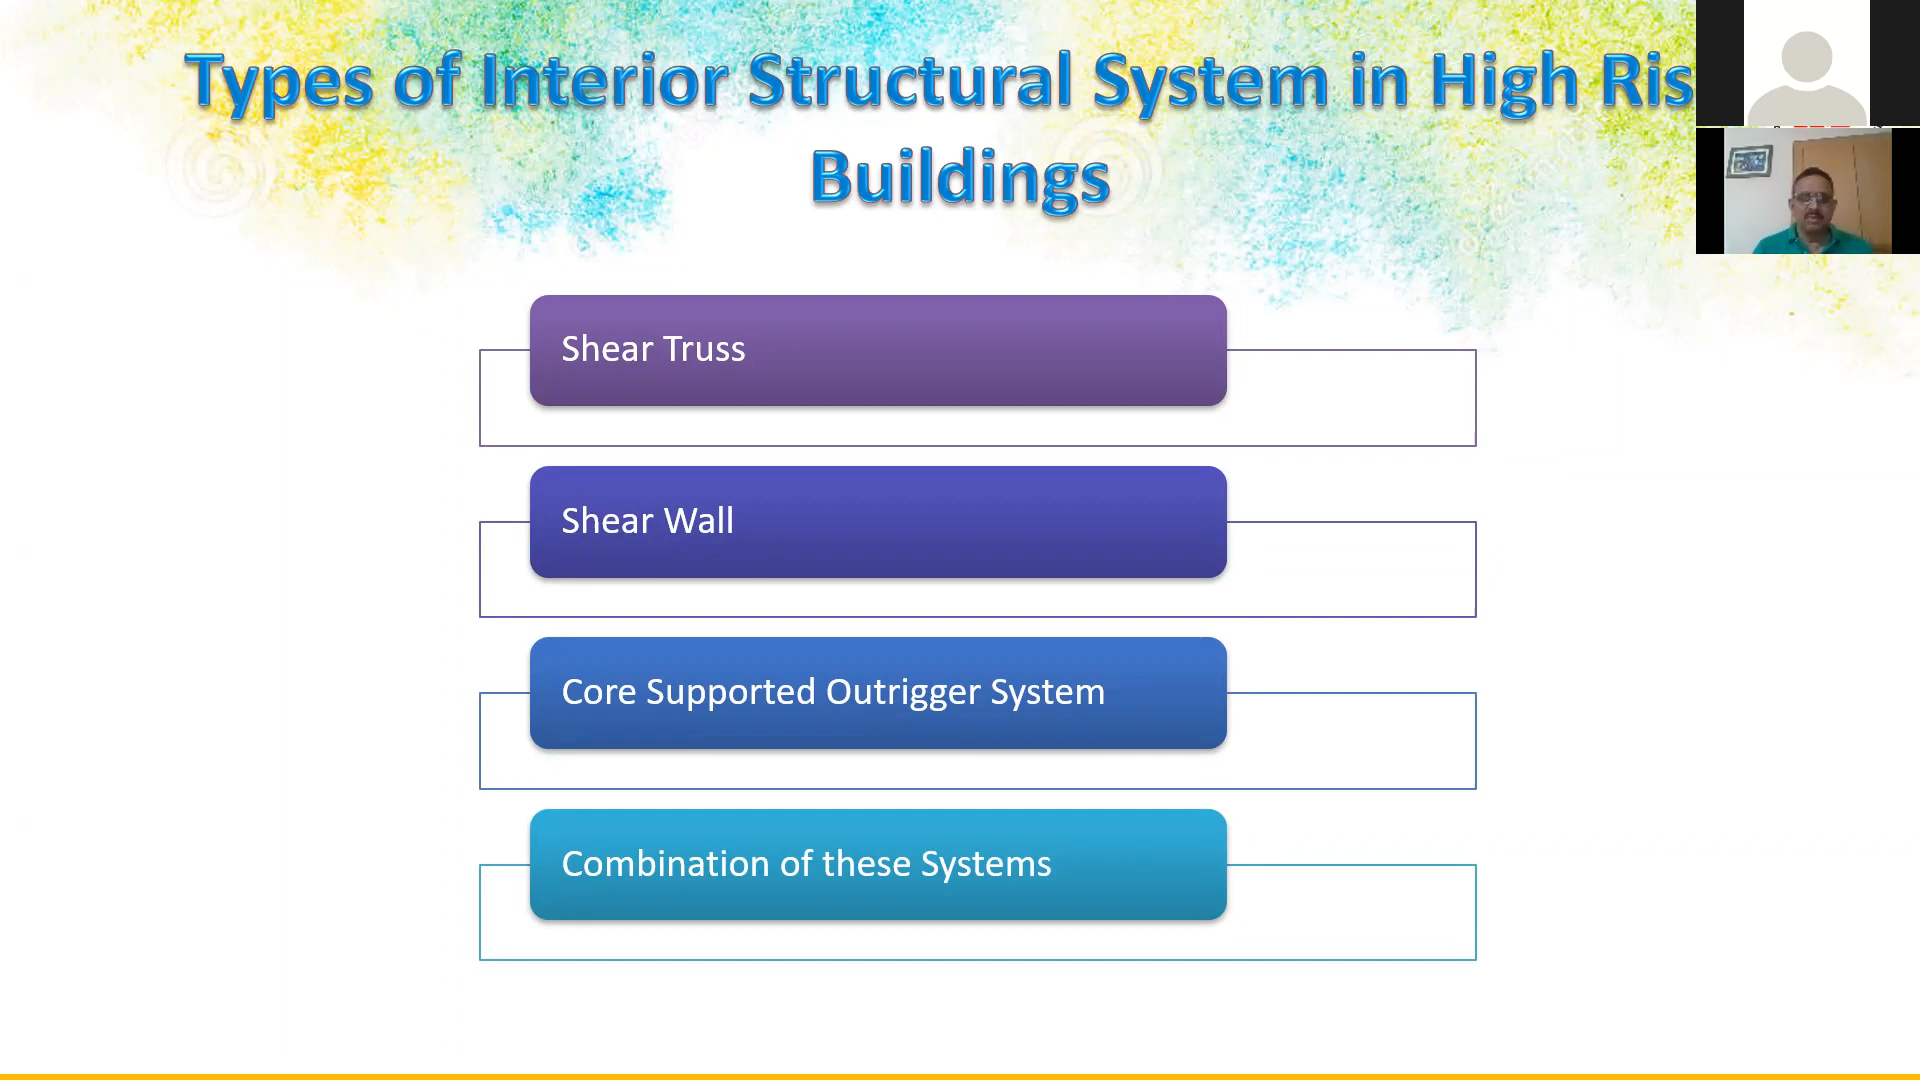 Types of Interior Structural System in High Ris
Buildings
Shear Truss
Shear Wall
Core Supported Outrigger System
Combination of these Systems